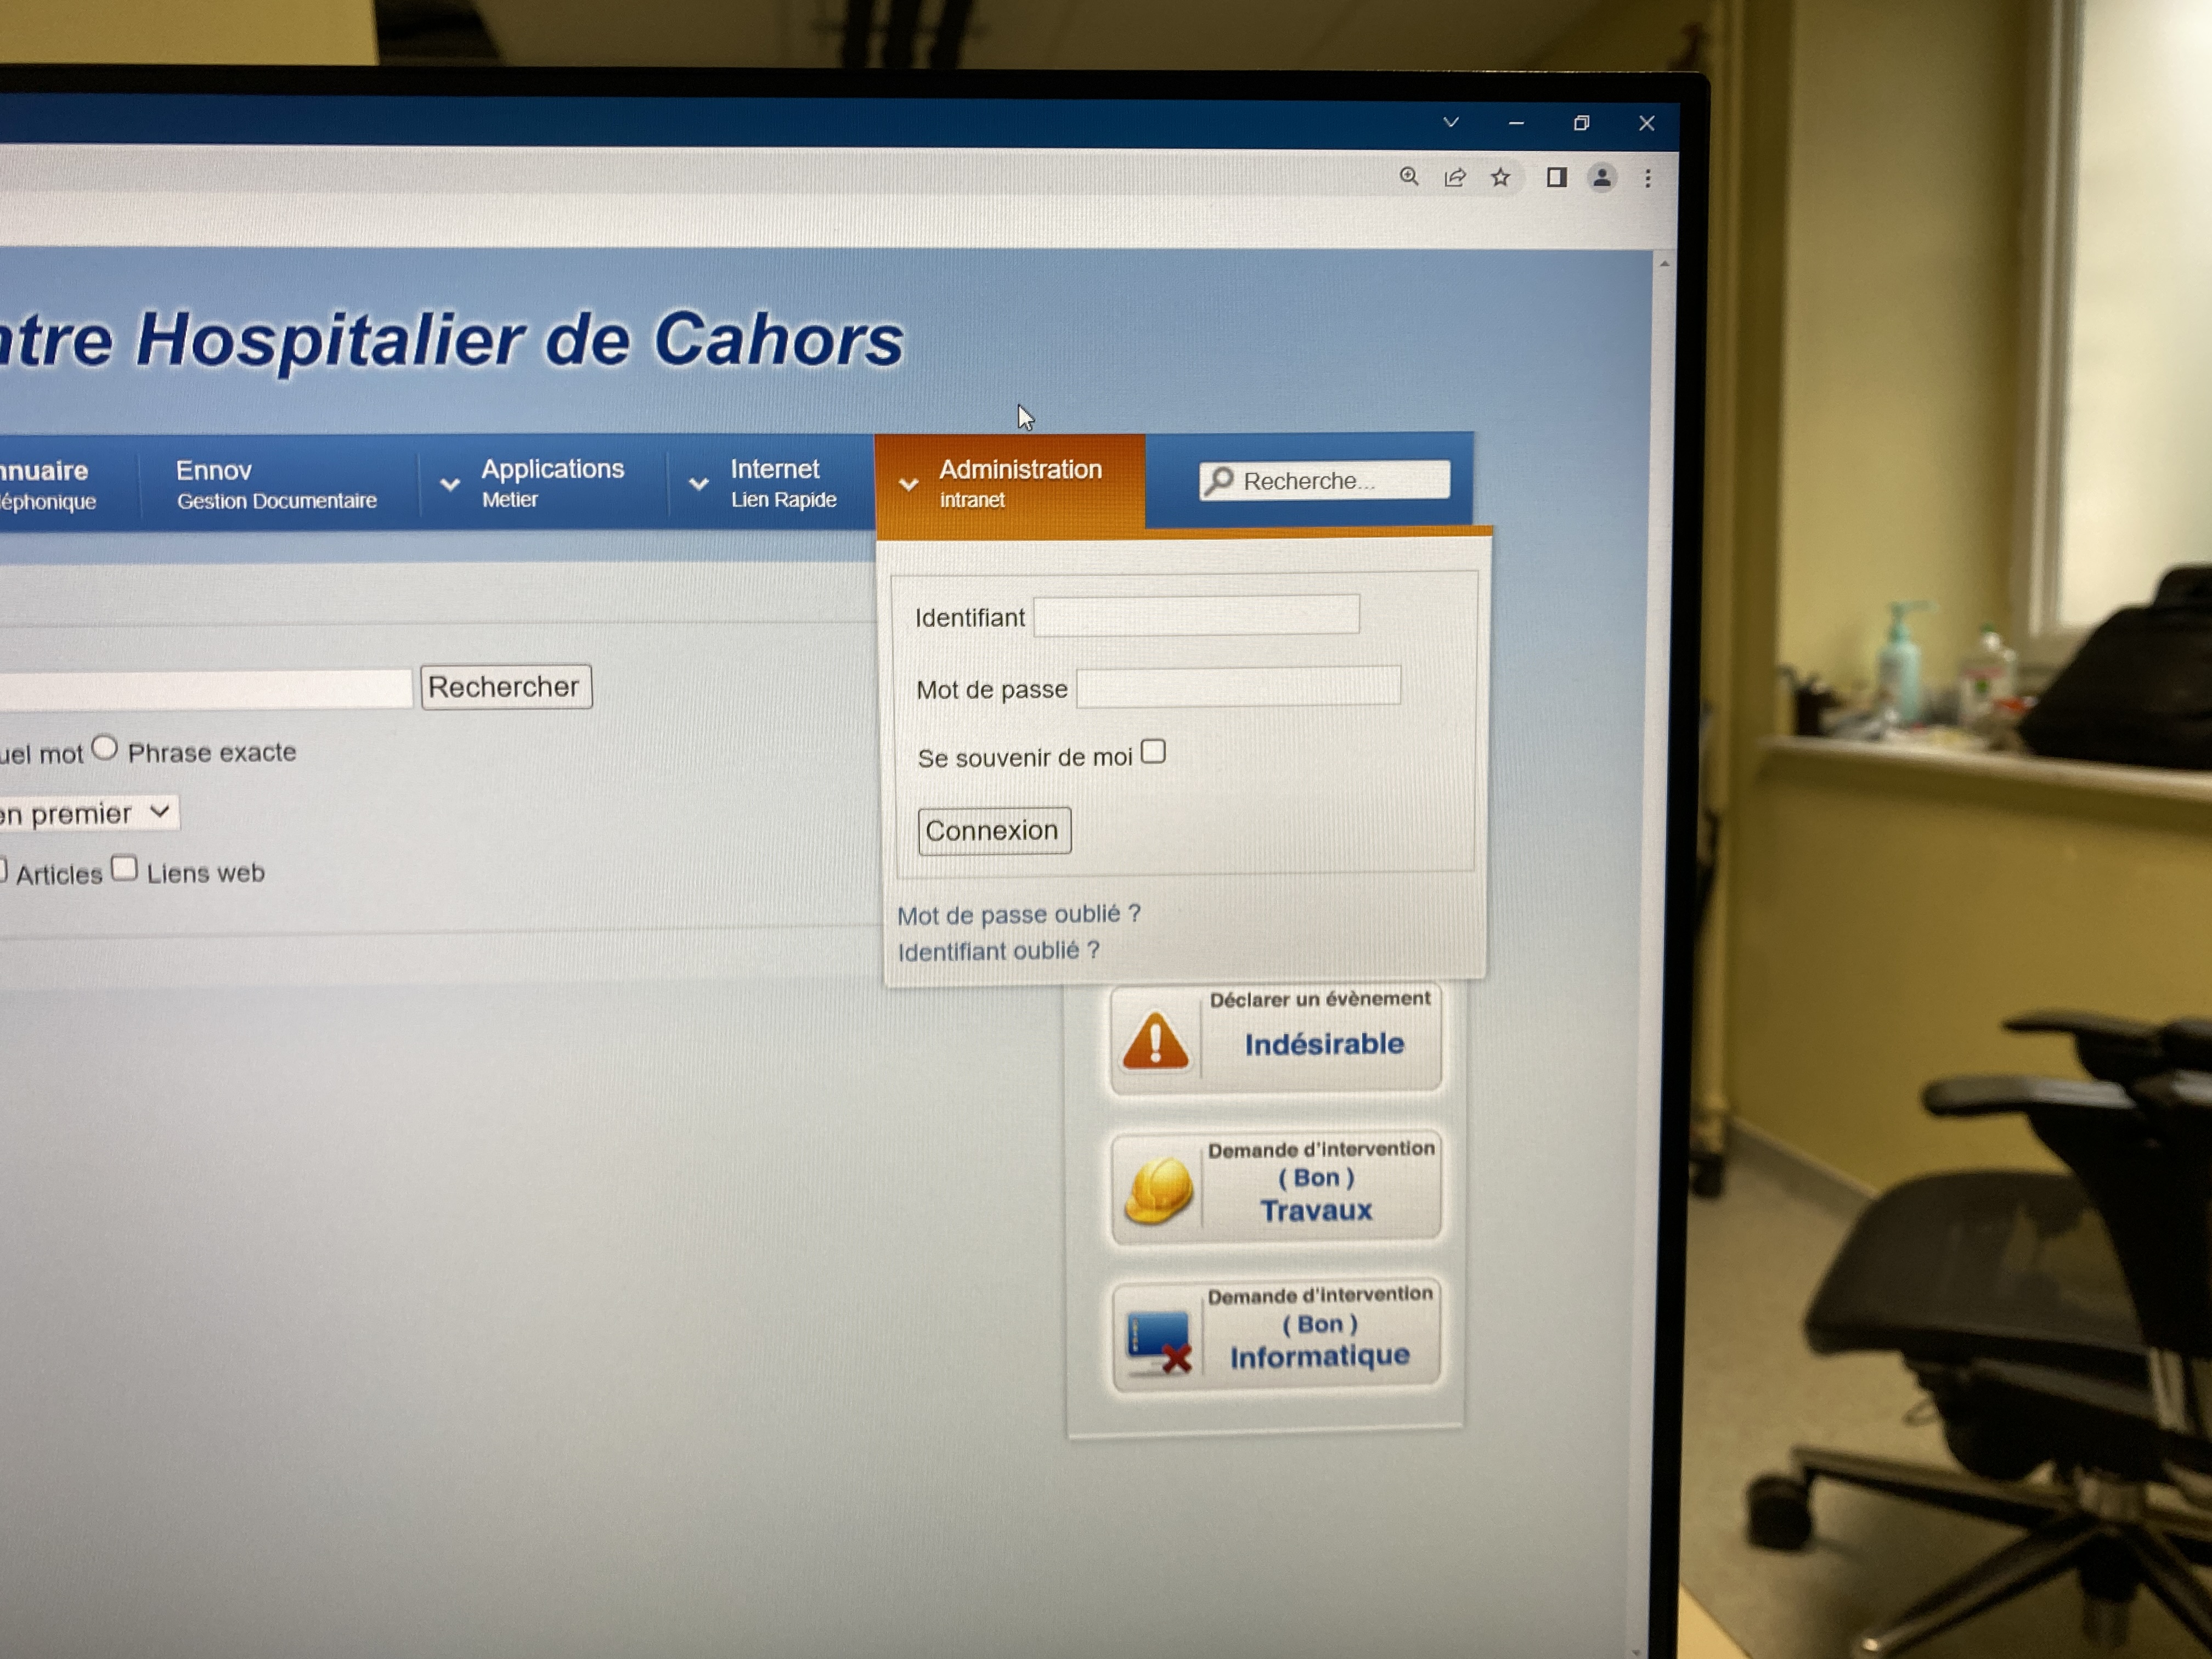 ntre Hospitalier de Cahors
nnuaire
éphonique
Ennov
Gestion Documentaire
Applications
Metier
Internet
Lien Rapide
Administration
intranet
Recherche...
Identifiant
Mot de passe
Se souvenir de moi
Connexion
Mot de passe oublié ?
Identifiant oublié ?
Rechercher
uel mot Phrase exacte
en premier
Articles Liens web
Déclarer un évènement
Indésirable
Demande d'intervention
( Bon )
Travaux
Demande d'intervention
( Bon )
Informatique